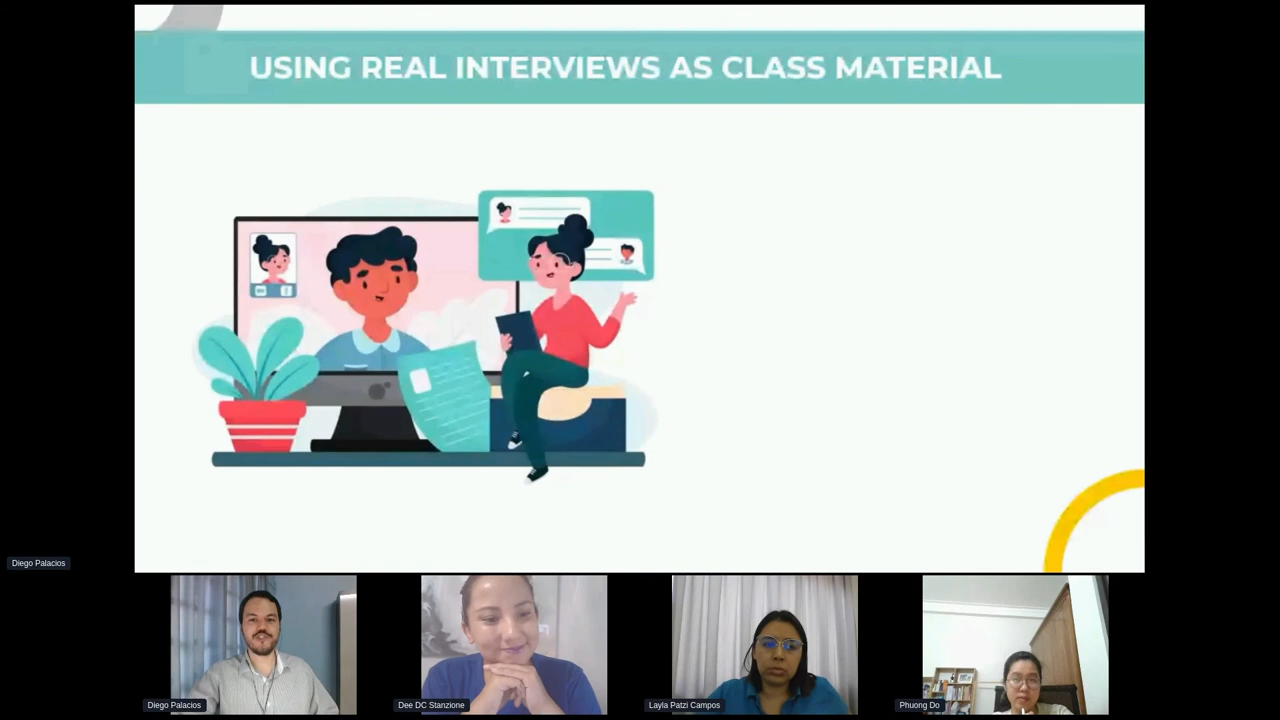 USING REAL INTERVIEWS AS CLASS MATERIAL
Diego Palacios
Diego Palacios
Dee DC Stanzione
Layla Patzi Campos
Phuong Do